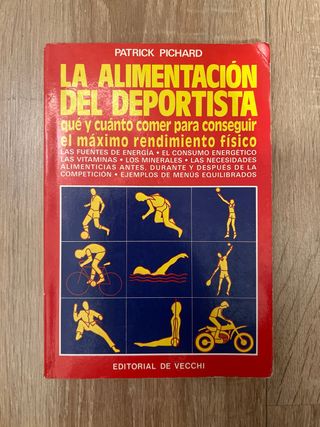 PATRICK PICHARD
LA ALIMENTACIÓN
DEL DEPORTISTA
qué y cuánto comer para conseguir
el máximo rendimiento físico
LAS FUENTES DE ENERGÍA • EL CONSUMO ENERGÉTICO
LAS VITAMINAS • LOS MINERALES • LAS NECESIDADES
ALIMENTICIAS ANTES, DURANTE Y DESPUÉS DE LA
COMPETICIÓN • EJEMPLOS DE MENÚS EQUILIBRADOS
EDITORIAL DE VECCHI